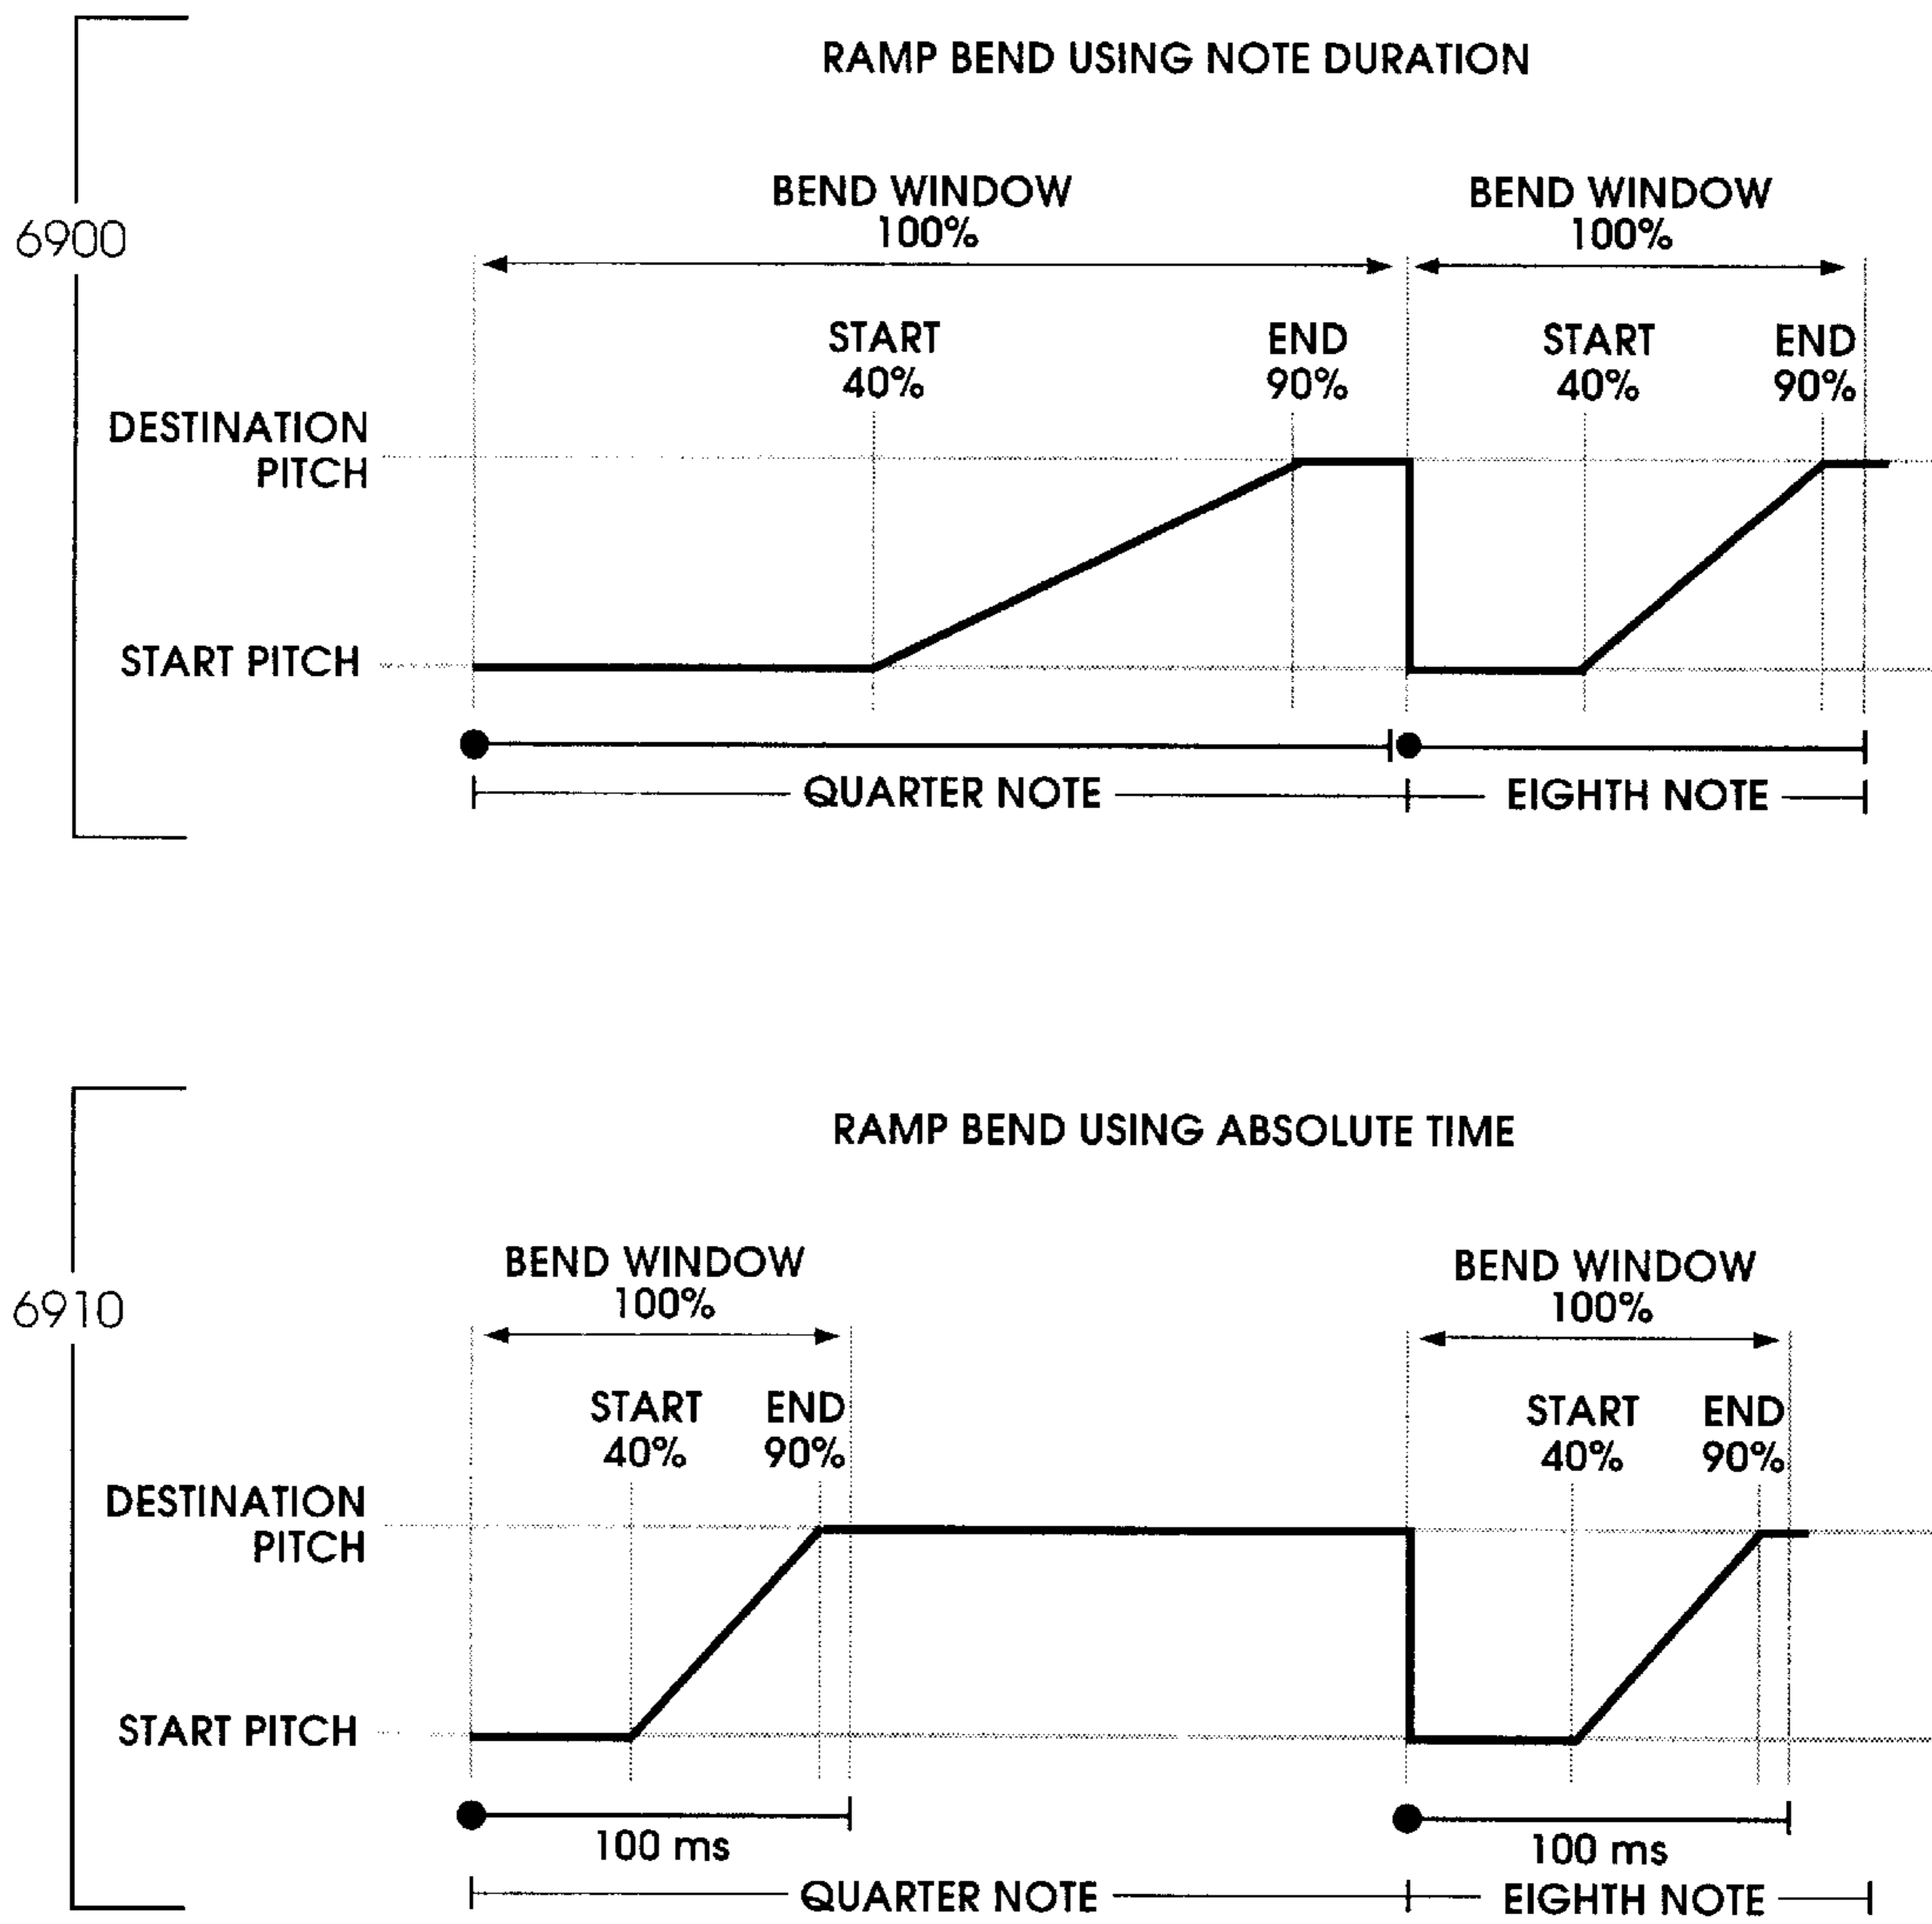 RAMP BEND USING NOTE DURATION
BEND WINDOW
100%
BEND WINDOW
100%
6900
START
40%
END
90%
START
40%
END
90%
DESTINATION
PITCH
START PITCH
QUARTER NOTE
EIGHTH NOTE
RAMP BEND USING ABSOLUTE TIME
BEND WINDOW
100%
BEND WINDOW
100%
6910
START
40%
END
90%
START
40%
END
90%
DESTINATION
PITCH
START PITCH
100 ms
100 ms
QUARTER NOTE
EIGHTH NOTE